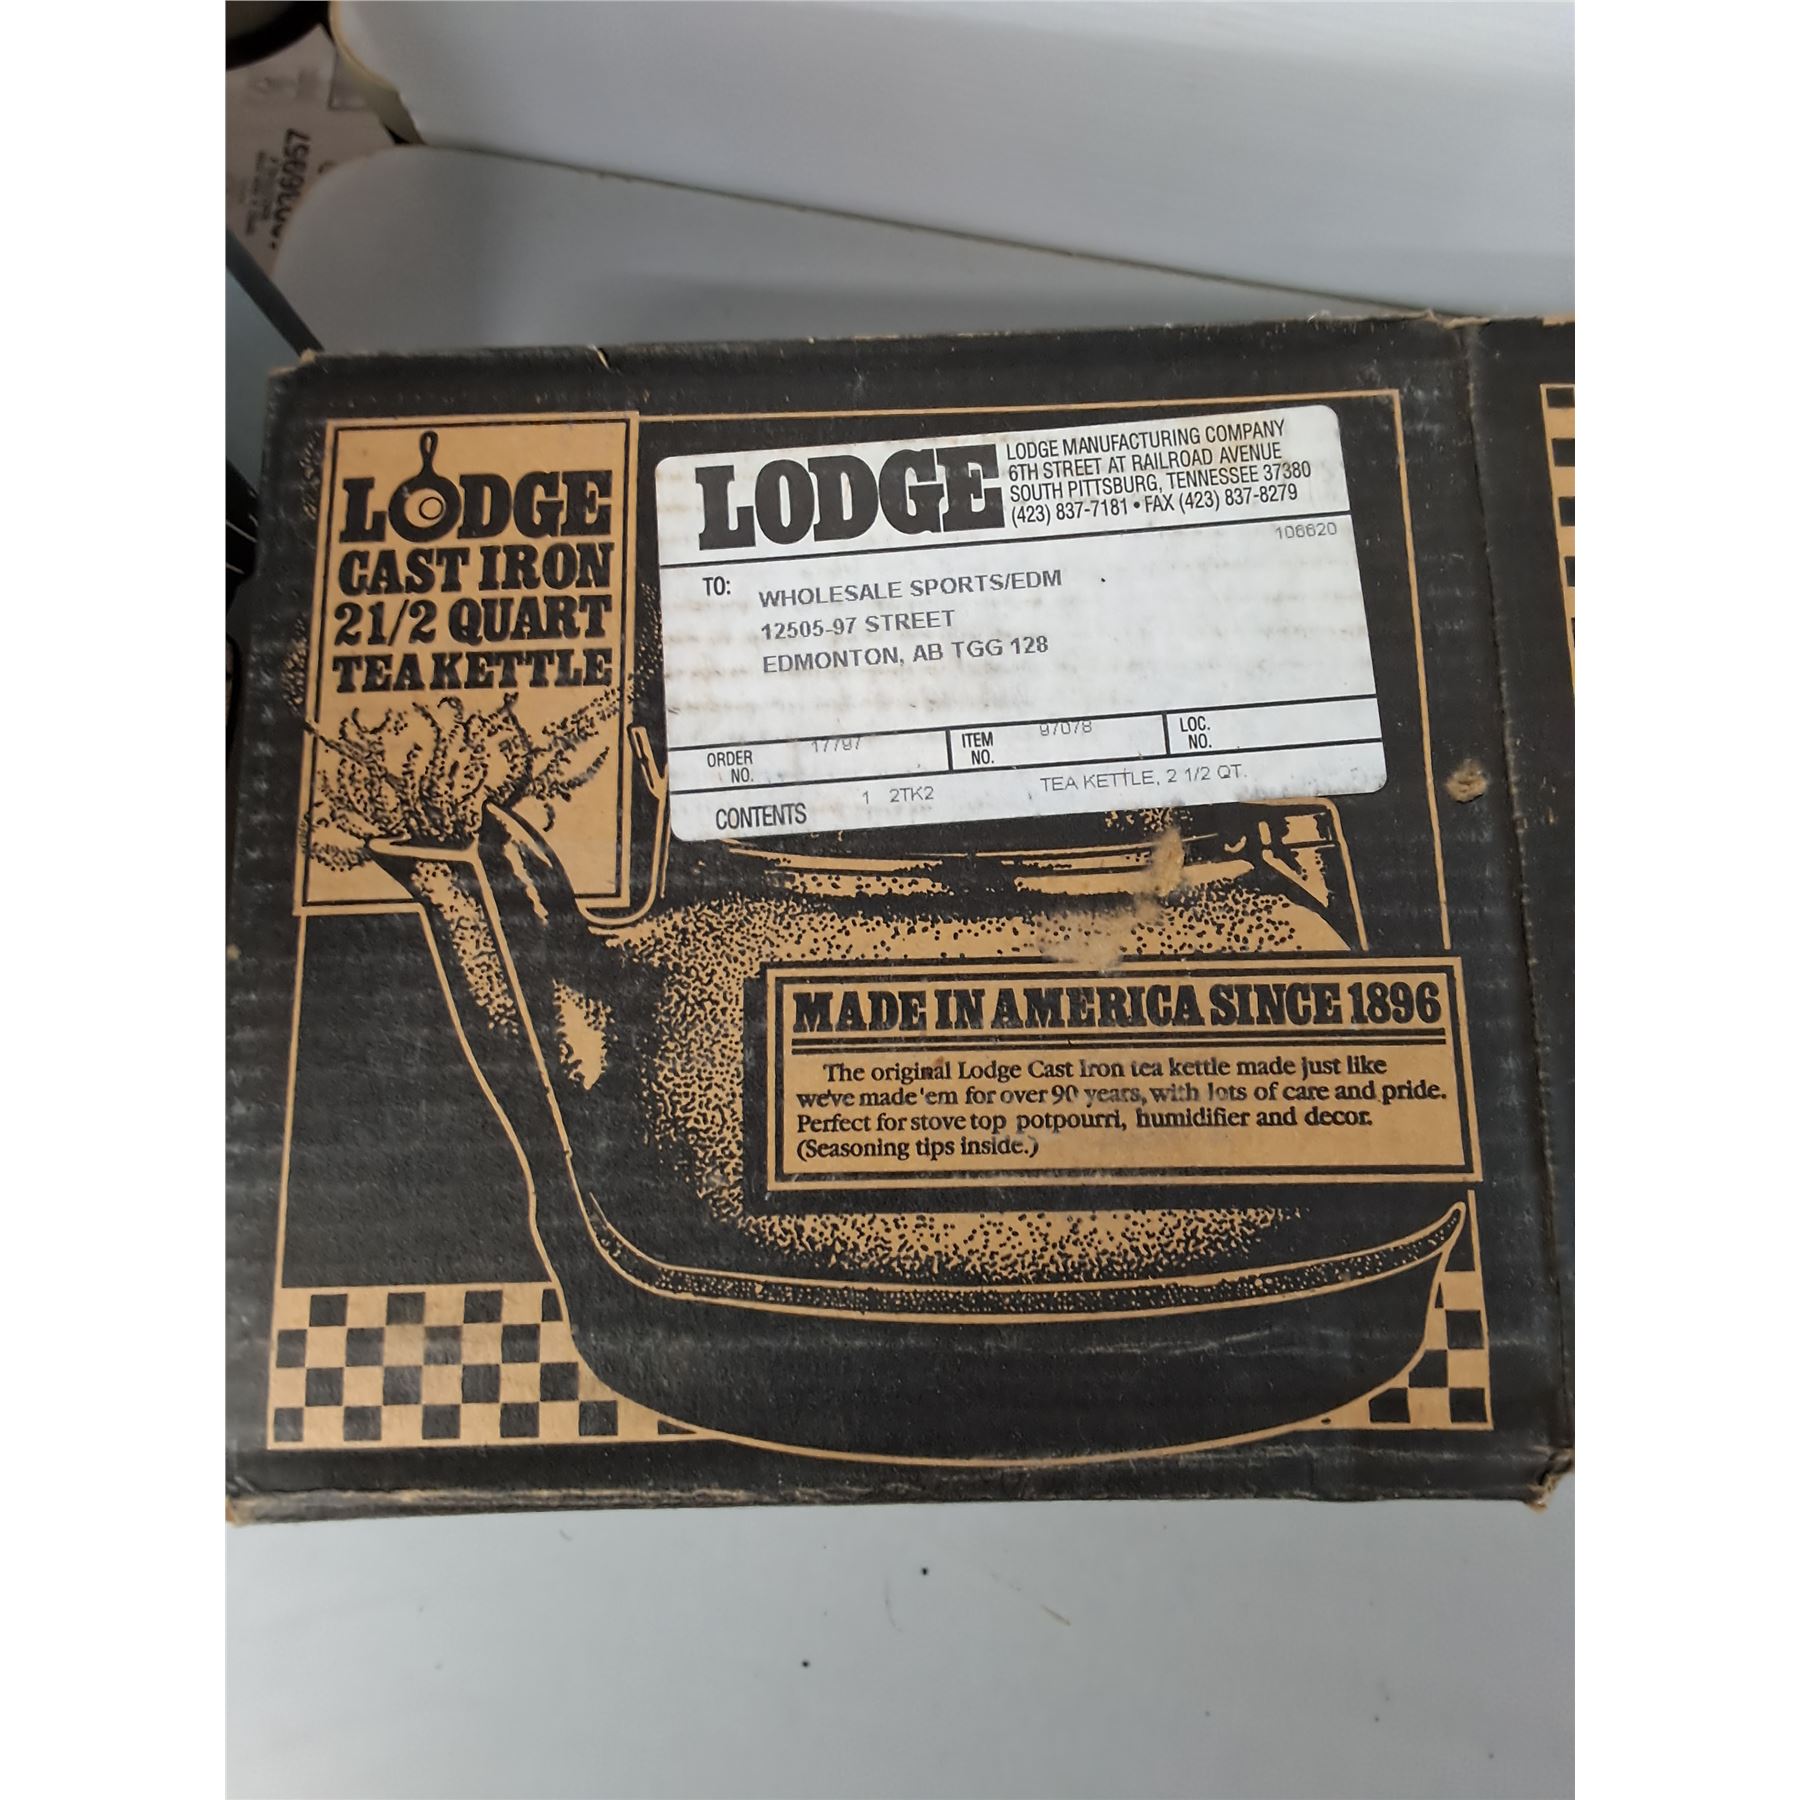 LODGE
CAST IRON
2 1/2 QUART
TEA KETTLE
LODGE
LODGE MANUFACTURING COMPANY
6TH STREET AT RAILROAD AVENUE
SOUTH PITTSBURG, TENNESSEE 37380
(423) 837-7181 • FAX (423) 837-8279
106620
TO: WHOLESALE SPORTS/EDM
12505-97 STREET
EDMONTON, AB TGG 128
ORDER NO. 17797
ITEM NO. 97078
LOC. NO.
CONTENTS 1 2TK2 TEA KETTLE, 2 1/2 QT.
MADE IN AMERICA SINCE 1896
The original Lodge Cast Iron tea kettle made just like
we've made 'em for over 90 years, with lots of care and pride.
Perfect for stove top potpourri, humidifier and decor.
(Seasoning tips inside.)